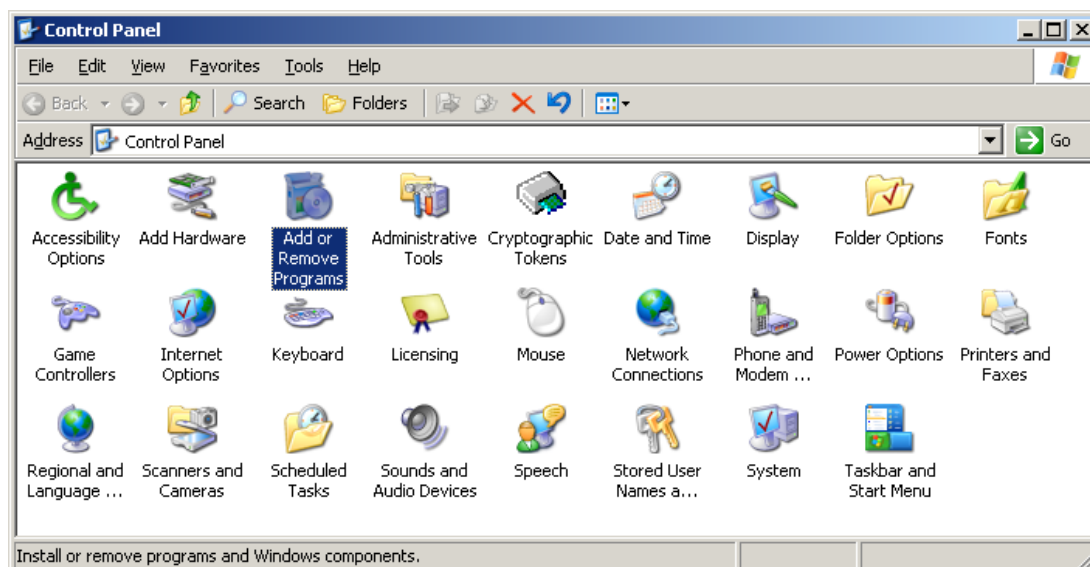 Control Panel
File Edit View Favorites Tools Help
Back Search Folders
Address Control Panel Go
Accessibility Options
Add Hardware
Add or Remove Programs
Administrative Tools
Cryptographic Tokens
Date and Time
Display
Folder Options
Fonts
Game Controllers
Internet Options
Keyboard
Licensing
Mouse
Network Connections
Phone and Modem ...
Power Options
Printers and Faxes
Regional and Language ...
Scanners and Cameras
Scheduled Tasks
Sounds and Audio Devices
Speech
Stored User Names a...
System
Taskbar and Start Menu
Install or remove programs and Windows components.